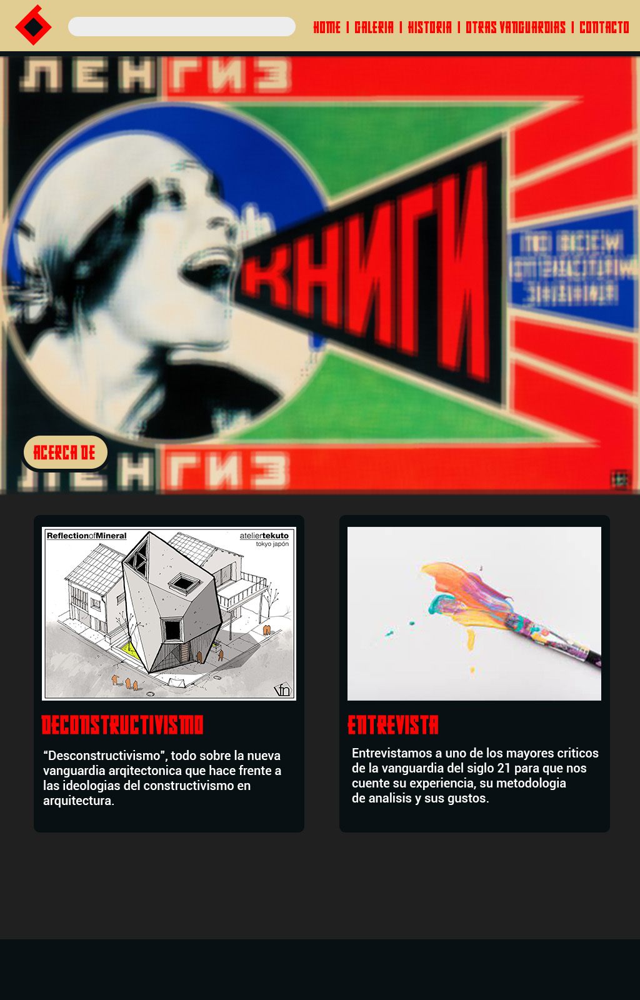 HOME | GALERIA | HISTORIA | OTRAS VANGUARDIAS | CONTACTO
ЛЕНГИЗ
КНИГИ
ACERCA DE
ЛЕНГИЗ
ReflectionofMineral
ateliertekuto
tokyo japón
fn
DECONSTRUCTIVISMO
“Desconstructivismo”, todo sobre la nueva
vanguardia arqitectonica que hace frente a
las ideologias del constructivismo en
arquitectura.
ENTREVISTA
Entrevistamos a uno de los mayores criticos
de la vanguardia del siglo 21 para que nos
cuente su experiencia, su metodologia
de analisis y sus gustos.